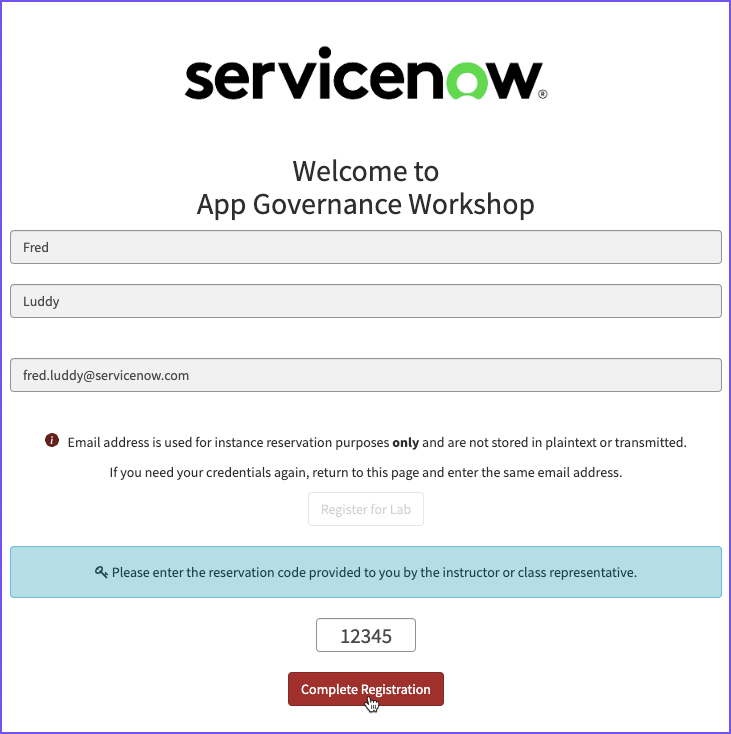 servicenow®
Welcome to
App Governance Workshop
Fred
Luddy
fred.luddy@servicenow.com
Email address is used for instance reservation purposes only and are not stored in plaintext or transmitted.
If you need your credentials again, return to this page and enter the same email address.
Register for Lab
Please enter the reservation code provided to you by the instructor or class representative.
12345
Complete Registration